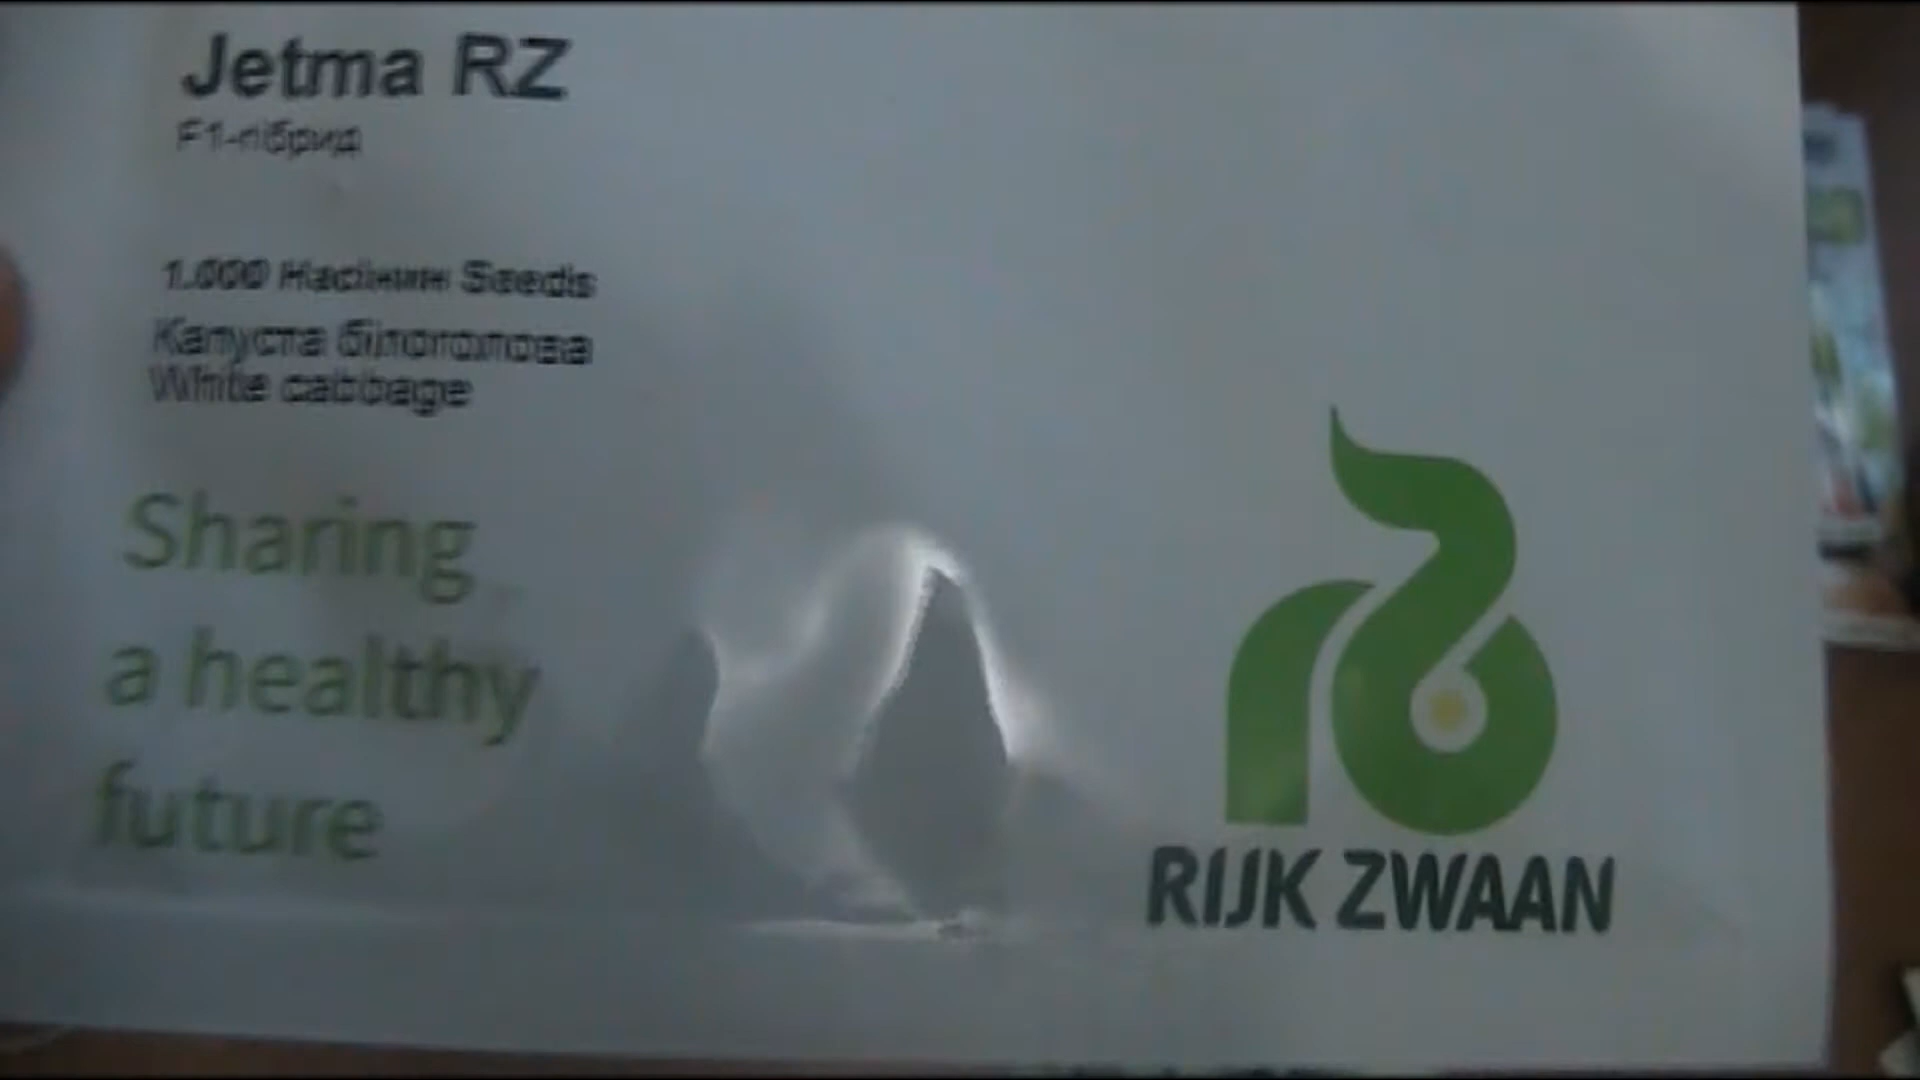 Jetma RZ
F1-гібрид
1.000 Насінин Seeds
Капуста білоголова
White cabbage
Sharing
a healthy
future
RIJK ZWAAN